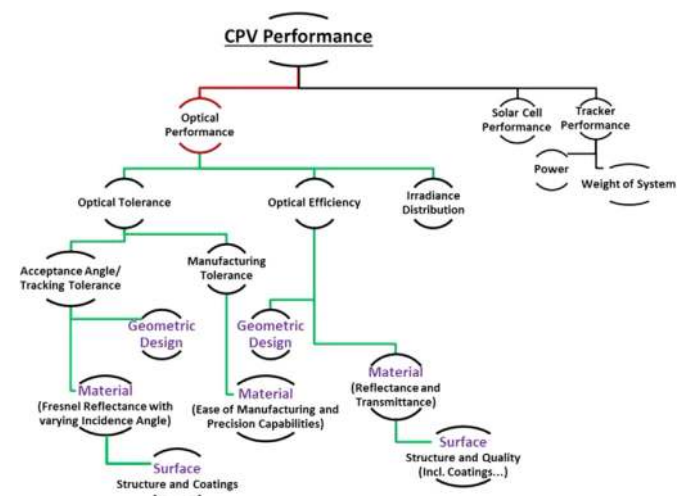 CPV Performance
Optical
Performance
Solar Cell
Performance
Tracker
Performance
Power
Weight of System
Optical Tolerance
Optical Efficiency
Irradiance
Distribution
Acceptance Angle/
Tracking Tolerance
Manufacturing
Tolerance
Geometric
Design
Geometric
Design
Material
(Fresnel Reflectance with
varying Incidence Angle)
Material
(Ease of Manufacturing and
Precision Capabilities)
Material
(Reflectance and
Transmittance)
Surface
Structure and Coatings
Surface
Structure and Quality
(Incl. Coatings...)